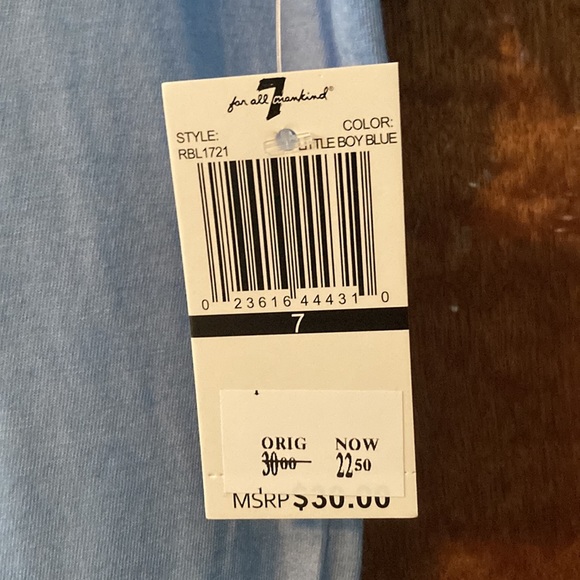 7
for all mankind®
STYLE: COLOR:
RBL1721 LITTLE BOY BLUE
0 23616 44431 0
7
ORIG NOW
30 00 22 50
MSRP $30.00